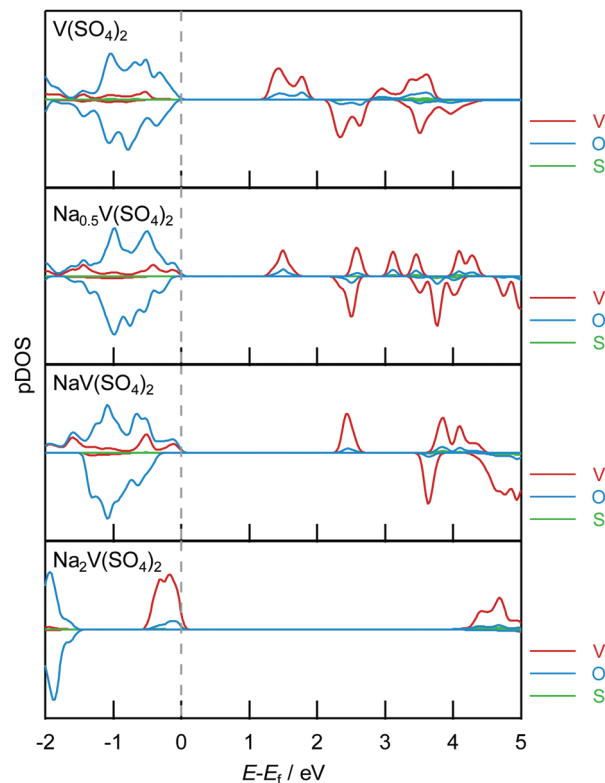 V(SO₄)₂
V
O
S
Na₀.₅V(SO₄)₂
V
O
S
pDOS
NaV(SO₄)₂
V
O
S
Na₂V(SO₄)₂
V
O
S
-2 -1 0 1 2 3 4 5
E-E_f / eV